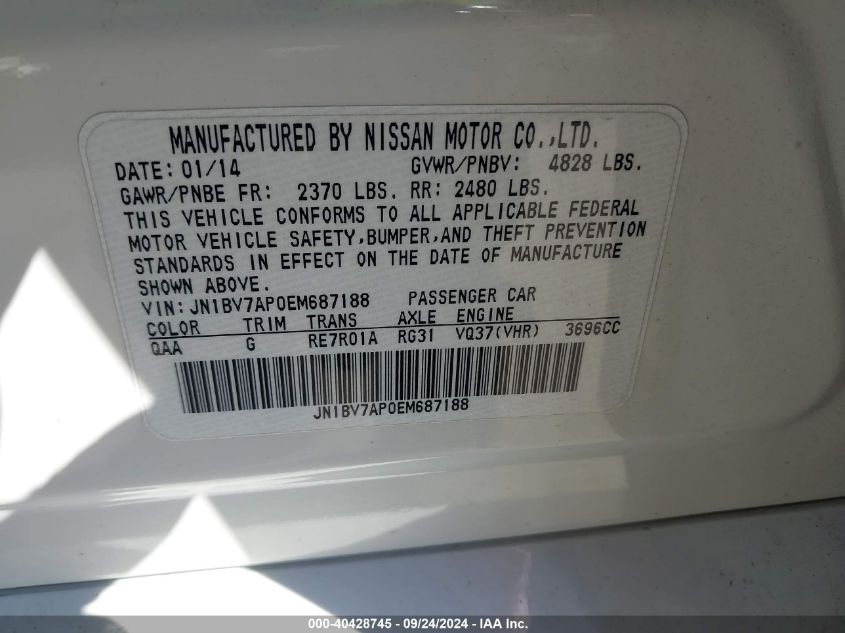 MANUFACTURED BY NISSAN MOTOR CO.,LTD.
DATE: 01/14 GVWR/PNBV: 4828 LBS.
GAWR/PNBE FR: 2370 LBS. RR: 2480 LBS.
THIS VEHICLE CONFORMS TO ALL APPLICABLE FEDERAL
MOTOR VEHICLE SAFETY,BUMPER,AND THEFT PREVENTION
STANDARDS IN EFFECT ON THE DATE OF MANUFACTURE
SHOWN ABOVE.
VIN: JN1BV7AP0EM687188 PASSENGER CAR
COLOR TRIM TRANS AXLE ENGINE
QAA G RE7R01A RG31 VQ37(VHR) 3696CC
JN1BV7AP0EM687188
000-40428745 - 09/24/2024 - IAA Inc.